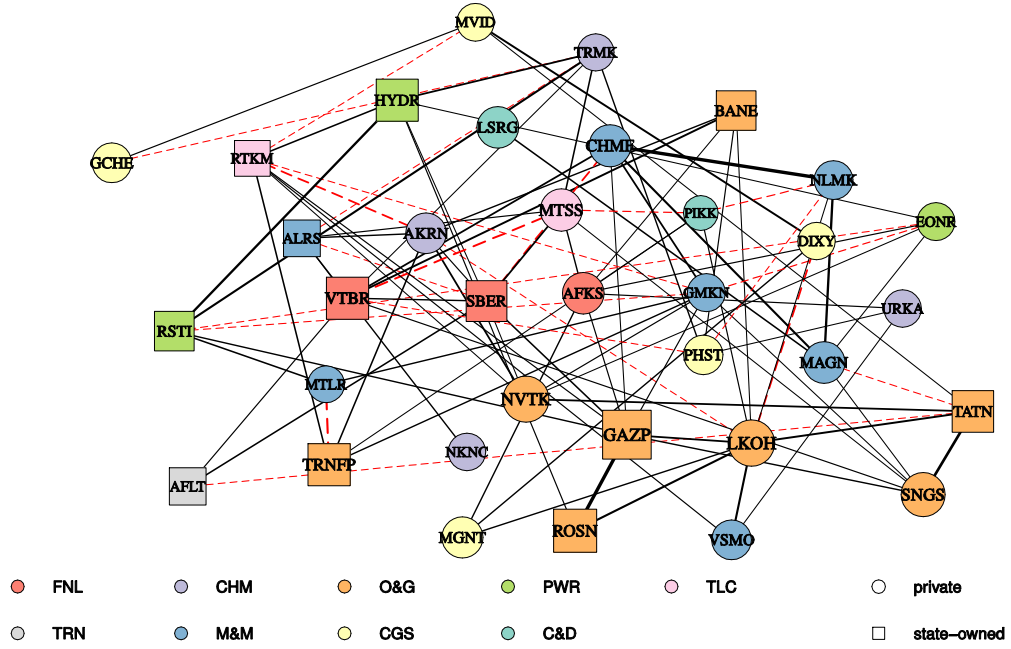 MVID
TRMK
HYDR
BANE
LSRG
CHMF
GCHE
RTKM
NLMK
MTSS
PIKK
EONR
ALRS
AKRN
DIXY
VTBR
SBER
AFKS
GMKN
URKA
RSTI
PHST
MAGN
MTLR
NVTK
TATN
GAZP
LKOH
NKNC
TRNFP
AFLT
SNGS
ROSN
MGNT
VSMO
FNL CHM O&G PWR TLC private
TRN M&M CGS C&D state-owned